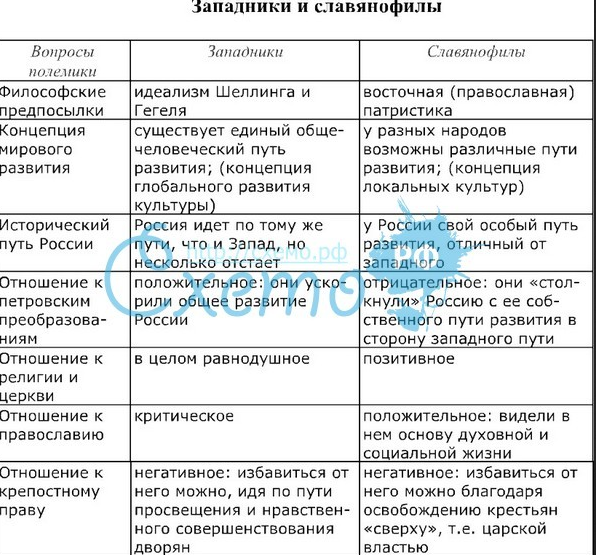 Западники и славянофилы
Вопросы полемики
Западники
Славянофилы
Философские предпосылки
идеализм Шеллинга и
Гегеля
восточная (православная)
патристика
Концепция
мирового
развития
существует единый обще-
человеческий путь
развития; (концепция
глобального развития
культуры)
у разных народов
возможны различные пути
развития; (концепция
локальных культур)
Исторический
путь России
Россия идет по тому же
пути, что и Запад, но
несколько отстает
у России свой особый путь
развития, отличный от
западного
Отношение к
петровским
преобразова-
ниям
положительное: они уско-
рили общее развитие
России
отрицательное: они «стол-
кнули» Россию с ее соб-
ственного пути развития в
сторону западного пути
Отношение к
религии и
церкви
в целом равнодушное
позитивное
Отношение к
православию
критическое
положительное: видели в
нем основу духовной и
социальной жизни
Отношение к
крепостному
праву
негативное: избавиться от
него можно, идя по пути
просвещения и нравствен-
ного совершенствования
дворян
негативное: избавиться от
него можно благодаря
освобождению крестьян
«сверху», т.е. царской
властью
http://схемо.рф
Схемо
РФ